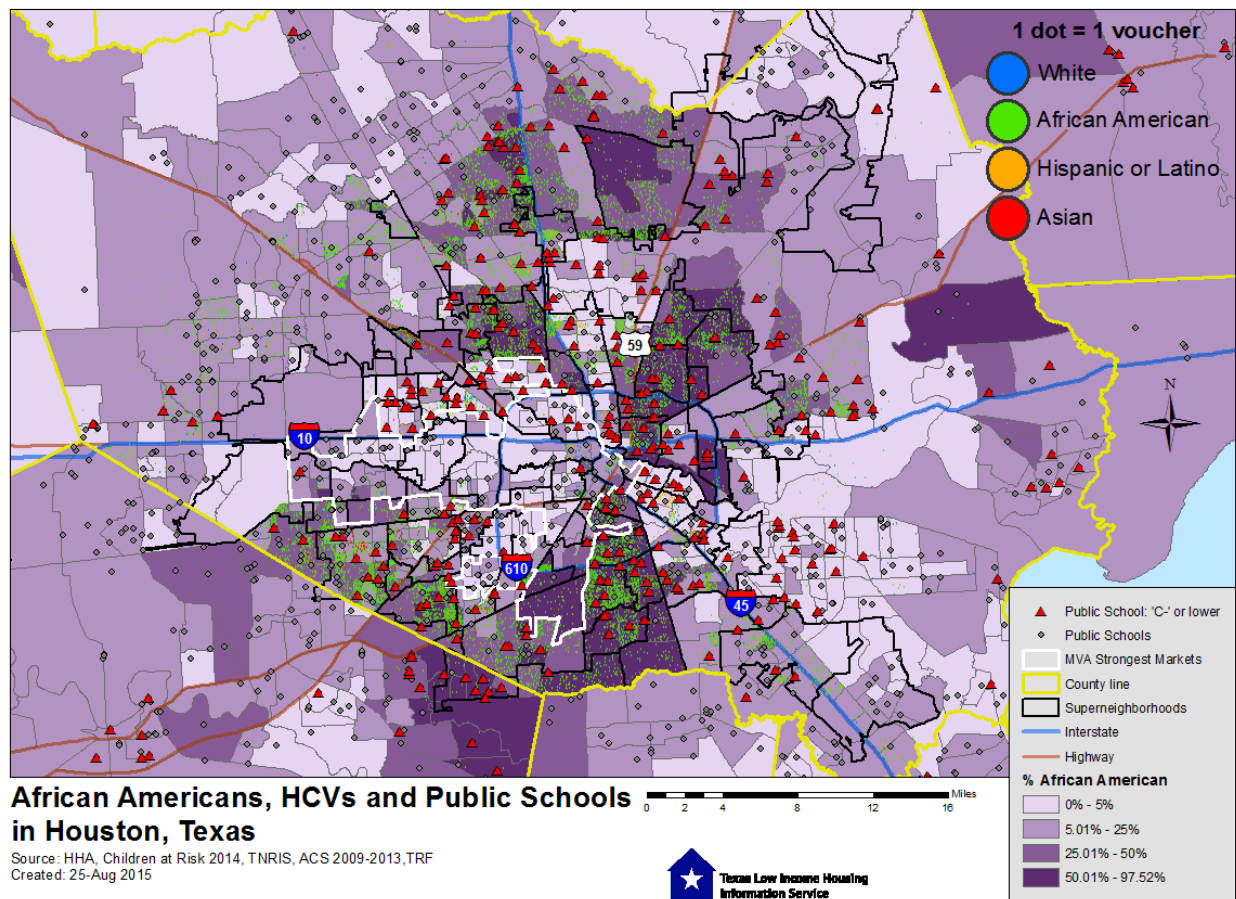 1 dot = 1 voucher
White
African American
Hispanic or Latino
Asian
59
10
610
45
N
Public School: 'C-' or lower
Public Schools
MVA Strongest Markets
County line
Superneighborhoods
Interstate
Highway
% African American
0% - 5%
5.01% - 25%
25.01% - 50%
50.01% - 97.52%
African Americans, HCVs and Public Schools
in Houston, Texas
0 2 4 8 12 16 Miles
Source: HHA, Children at Risk 2014, TNRIS, ACS 2009-2013,TRF
Created: 25-Aug 2015
Texas Low Income Housing
Information Service